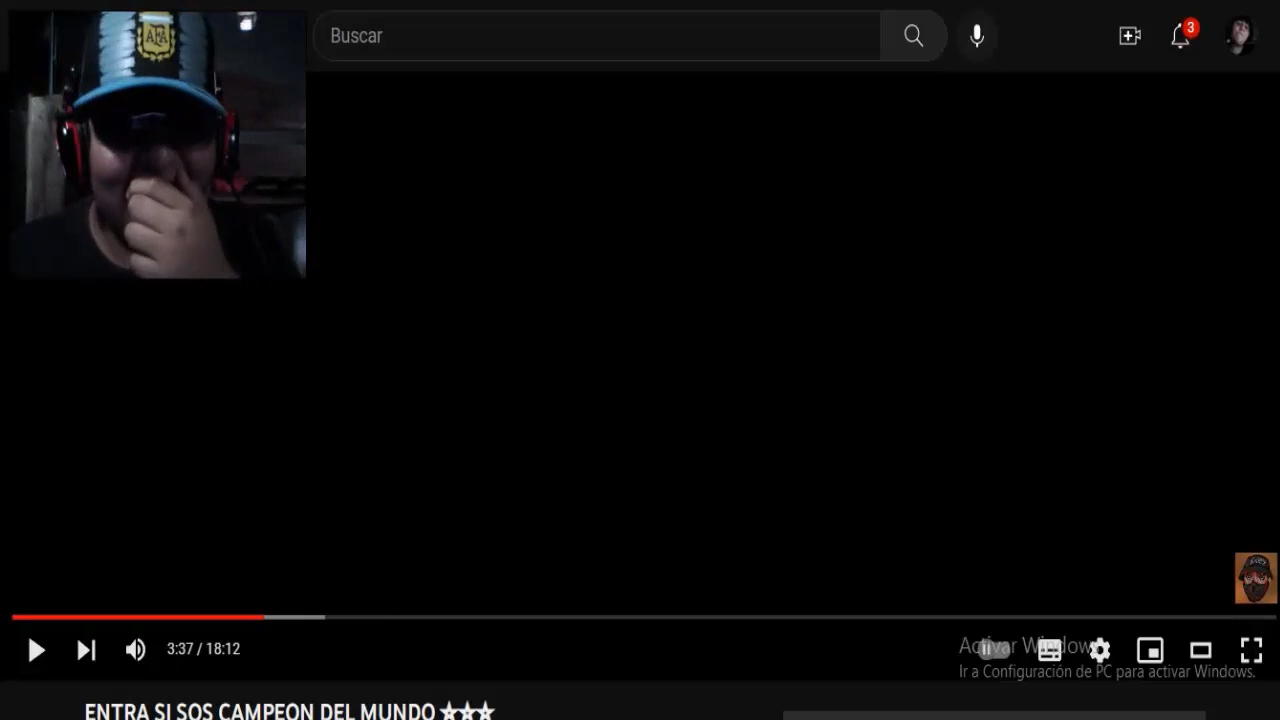 AFA
Buscar
3
3:37 / 18:12
Activar Windows
Ir a Configuración de PC para activar Windows.
ENTRA SI SOS CAMPEON DEL MUNDO ★★★